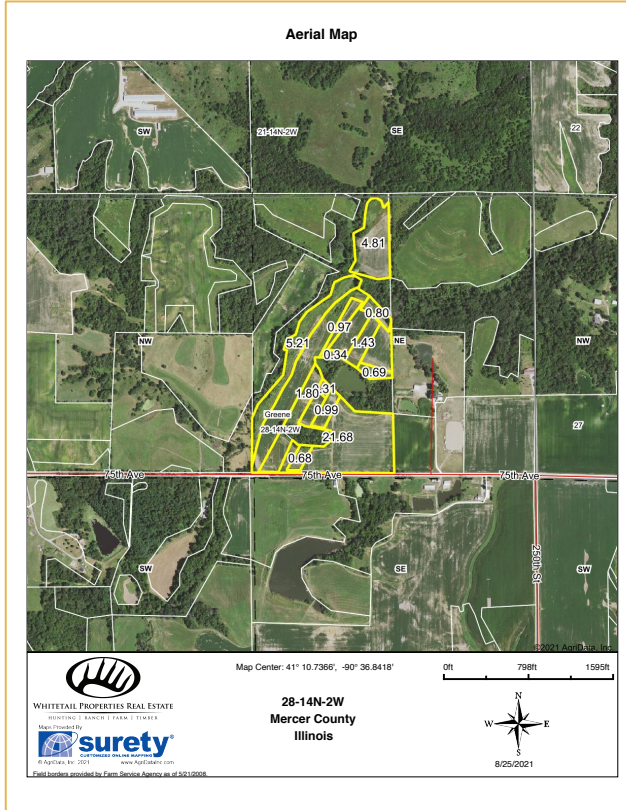 Aerial Map
SW
21-14N-2W
SE
22
4.81
0.80
0.97
5.21
1.43
NW
0.34
NE
NW
0.69
0.31
1.80
0.99
Greene
27
28-14N-2W
21.68
0.68
75th Ave
75th Ave
75th Ave
250th St
SW
SE
SW
©2021 AgriData, Inc.
Map Center: 41° 10.7366', -90° 36.8418'
0ft 798ft 1595ft
WHITETAIL PROPERTIES REAL ESTATE
HUNTING | RANCH | FARM | TIMBER
28-14N-2W
Mercer County
Illinois
N
W E
S
Maps Provided By
surety®
CUSTOMIZED ONLINE MAPPING
© AgriData, Inc. 2021 www.AgriDataInc.com
8/25/2021
Field borders provided by Farm Service Agency as of 5/21/2008.